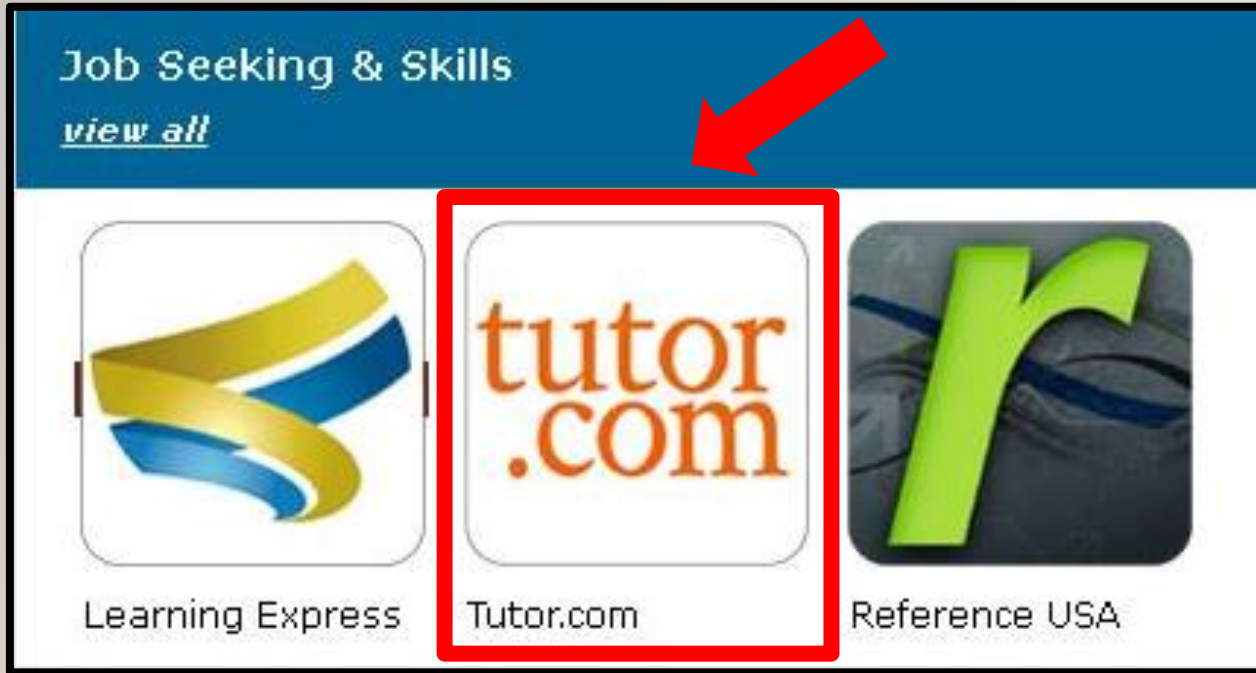 Job Seeking & Skills
view all
tutor
.com
Learning Express
Tutor.com
Reference USA